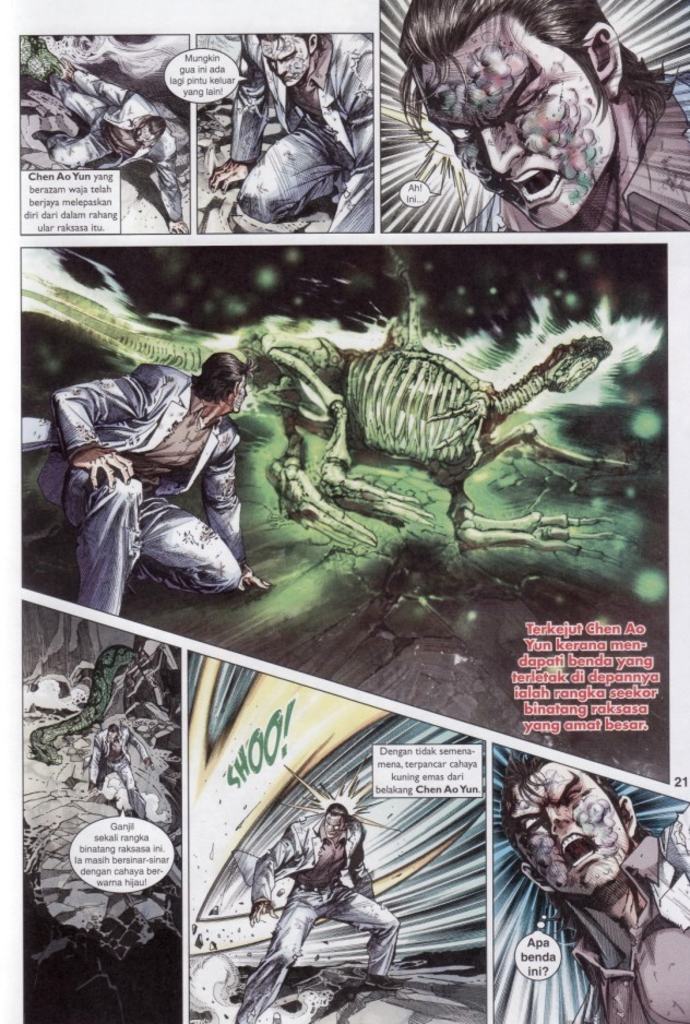 Chen Ao Yun yang
berazam waja telah
berjaya melepaskan
diri dari dalam rahang
ular raksasa itu.
Mungkin
gua ini ada
lagi pintu keluar
yang lain!
Ah!
Ini...
Terkejut Chen Ao
Yun kerana men-
dapati benda yang
terletak di depannya
ialah rangka seekor
binatang raksasa
yang amat besar.
Ganjil
sekali rangka
binatang raksasa ini.
Ia masih bersinar-sinar
dengan cahaya ber-
warna hijau!
SHOO!
Dengan tidak semena-
mena, terpancar cahaya
kuning emas dari
belakang Chen Ao Yun.
Apa
benda
ini?
21